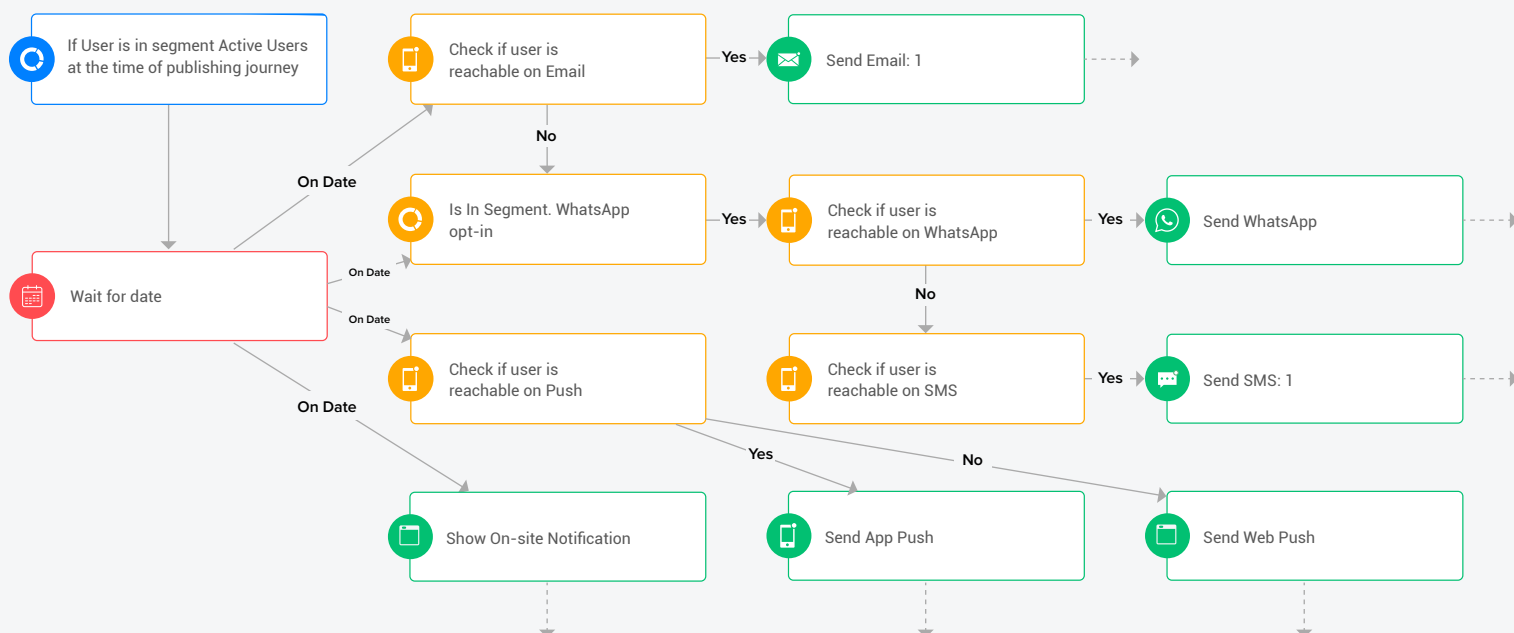 If User is in segment Active Users
at the time of publishing journey
Check if user is
reachable on Email
Yes
Send Email: 1
No
On Date
Is In Segment. WhatsApp
opt-in
Yes
Check if user is
reachable on WhatsApp
Yes
Send WhatsApp
On Date
Wait for date
No
On Date
Check if user is
reachable on Push
Check if user is
reachable on SMS
Yes
Send SMS: 1
On Date
Yes
No
Show On-site Notification
Send App Push
Send Web Push